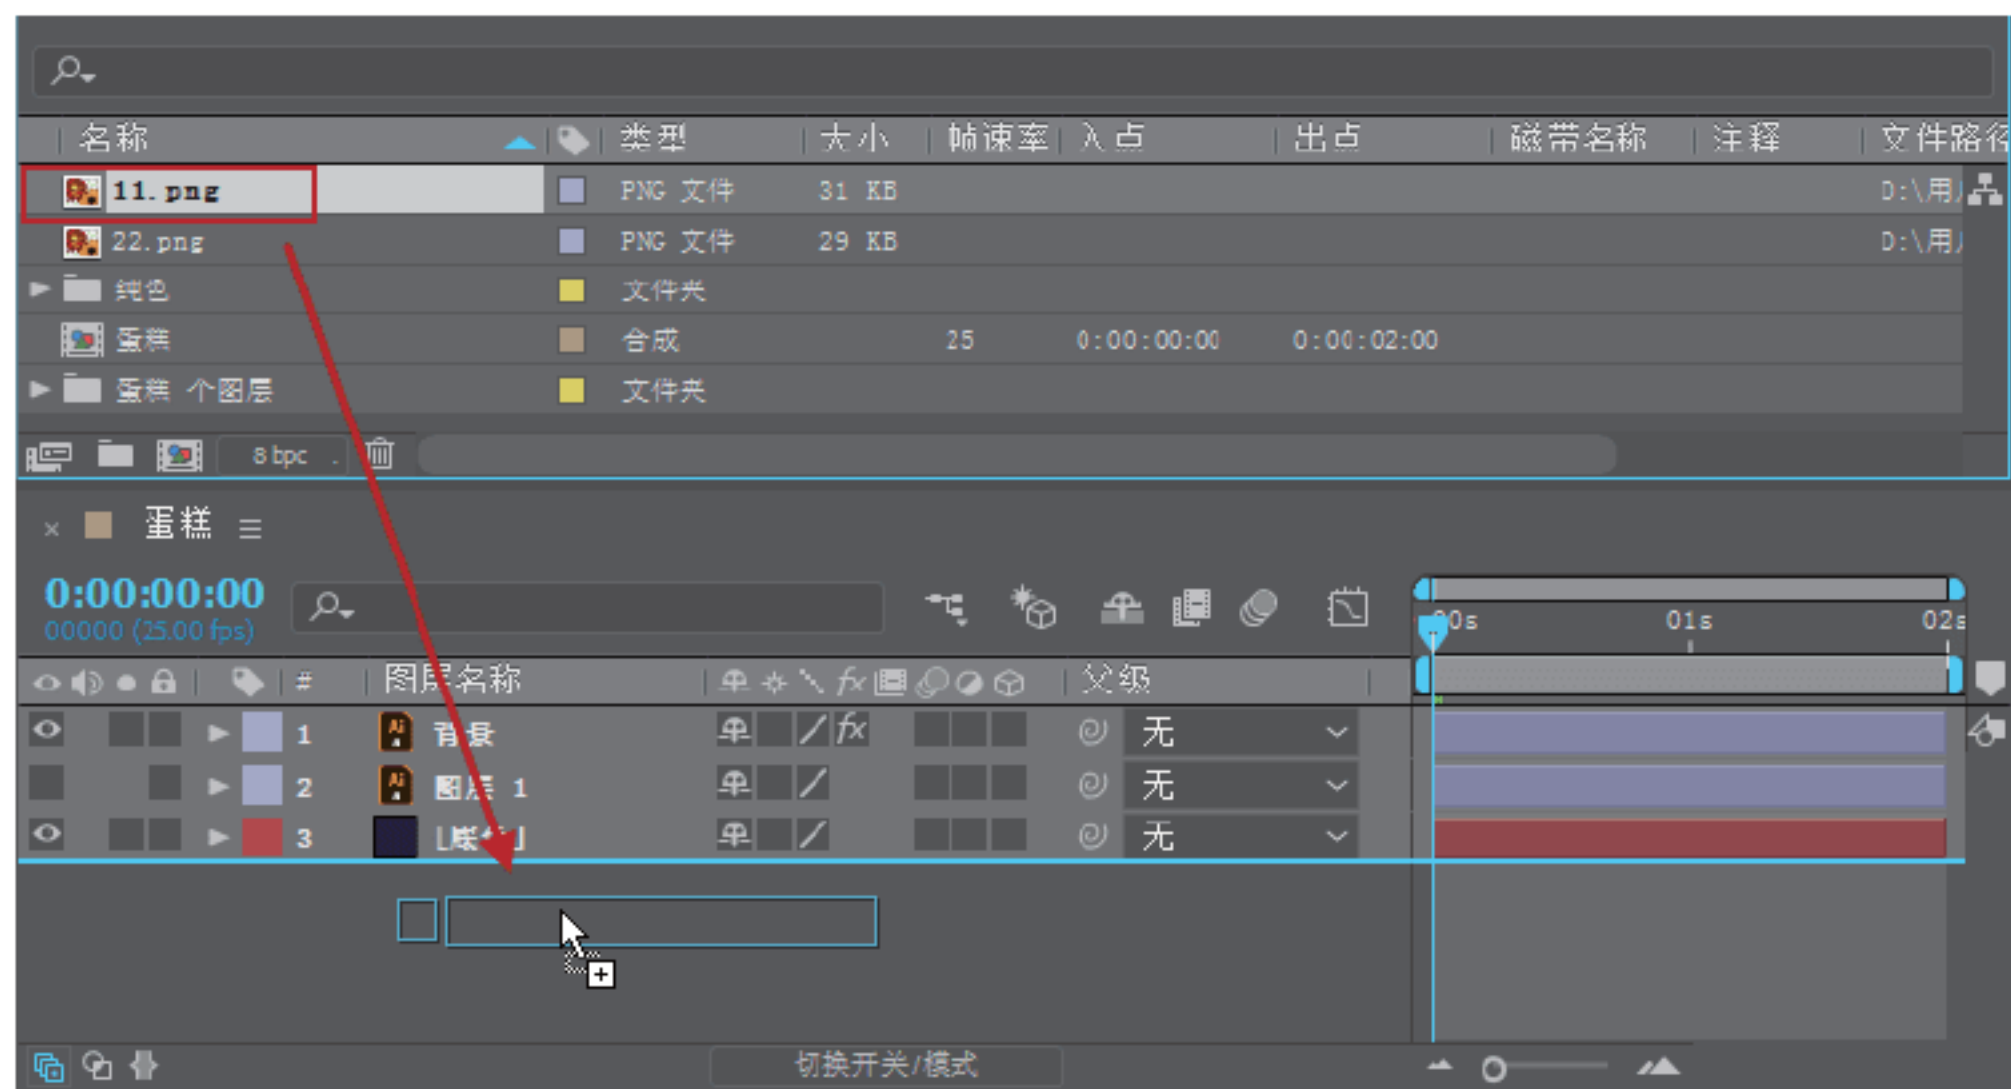 名称 类型 大小 帧速率 入点 出点 磁带名称 注释 文件路径
11.png PNG 文件 31 KB D:\用
22.png PNG 文件 29 KB D:\用
纯色 文件夹
蛋糕 合成 25 0:00:00:00 0:00:02:00
蛋糕 个图层 文件夹
8 bpc
蛋糕
0:00:00:00
00000 (25.00 fps)
00s 01s 02s
# 图层名称 fx 父级
1 Ai 背景 fx 无
2 Ai 图层 1 无
3 无
切换开关/模式